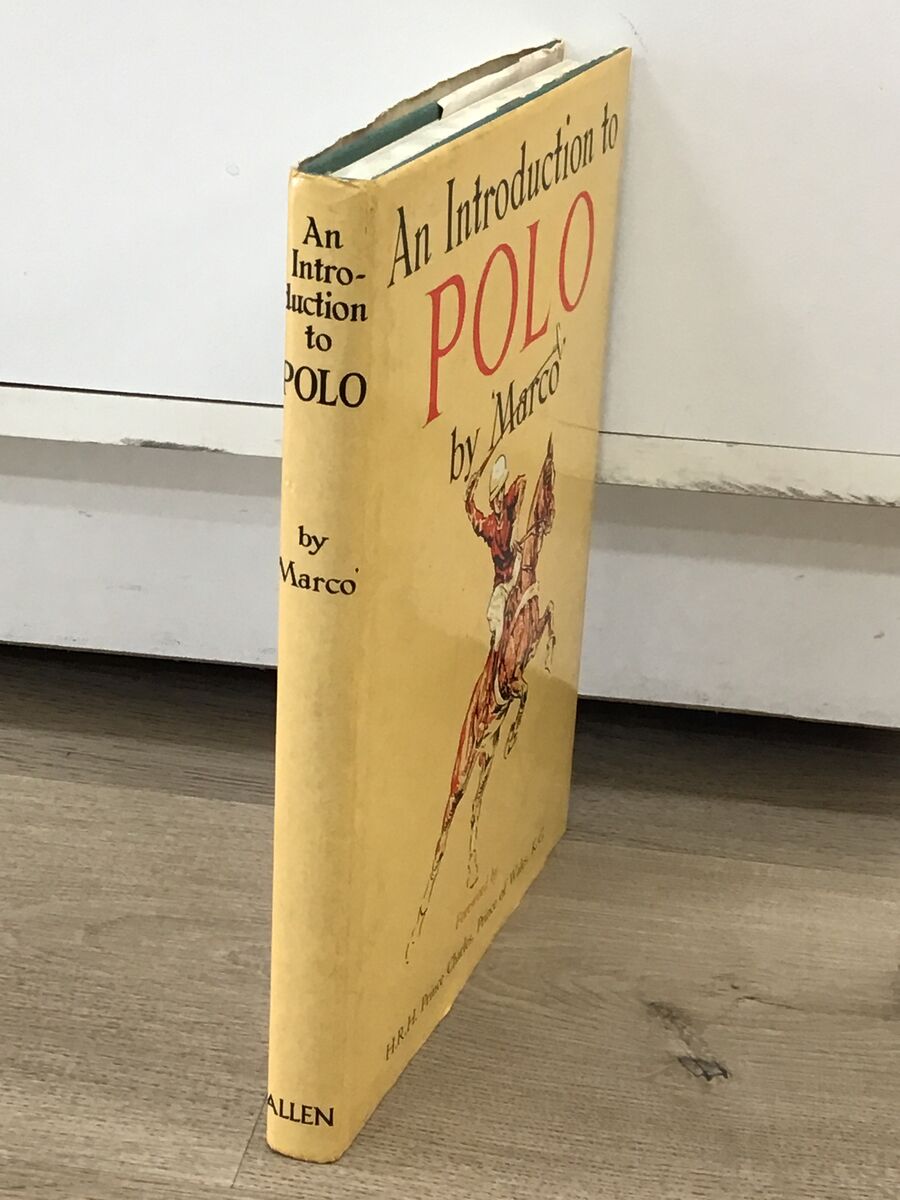 An
Intro-
duction
to
POLO
by
'Marco'
ALLEN
An Introduction to
POLO
by 'Marco'
Foreword by
H.R.H. Prince Charles, Prince of Wales, K.G.